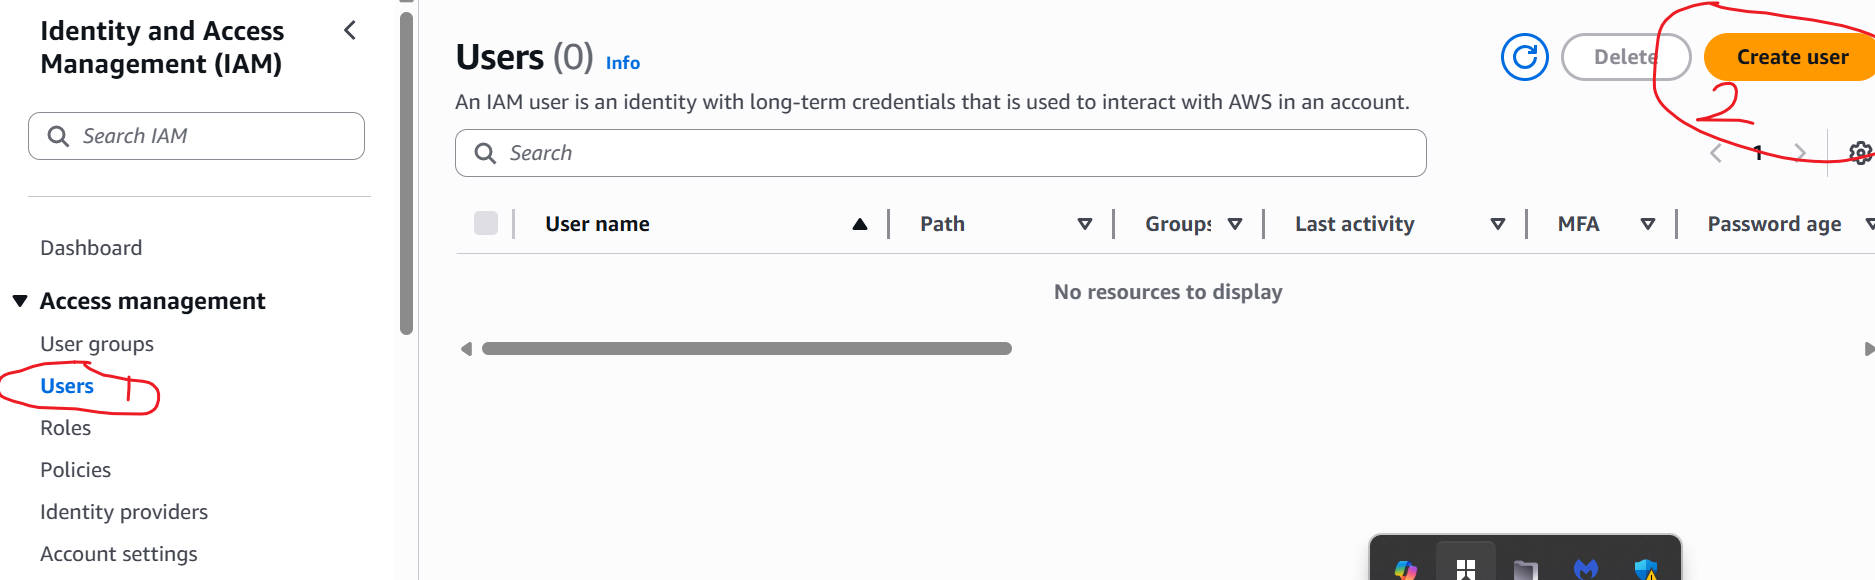 Identity and Access
Management (IAM)
Search IAM
Dashboard
Access management
User groups
Users 1
Roles
Policies
Identity providers
Account settings
Users (0) Info
Delete
Create user
2
An IAM user is an identity with long-term credentials that is used to interact with AWS in an account.
Search
1
User name Path Groups Last activity MFA Password age
No resources to display